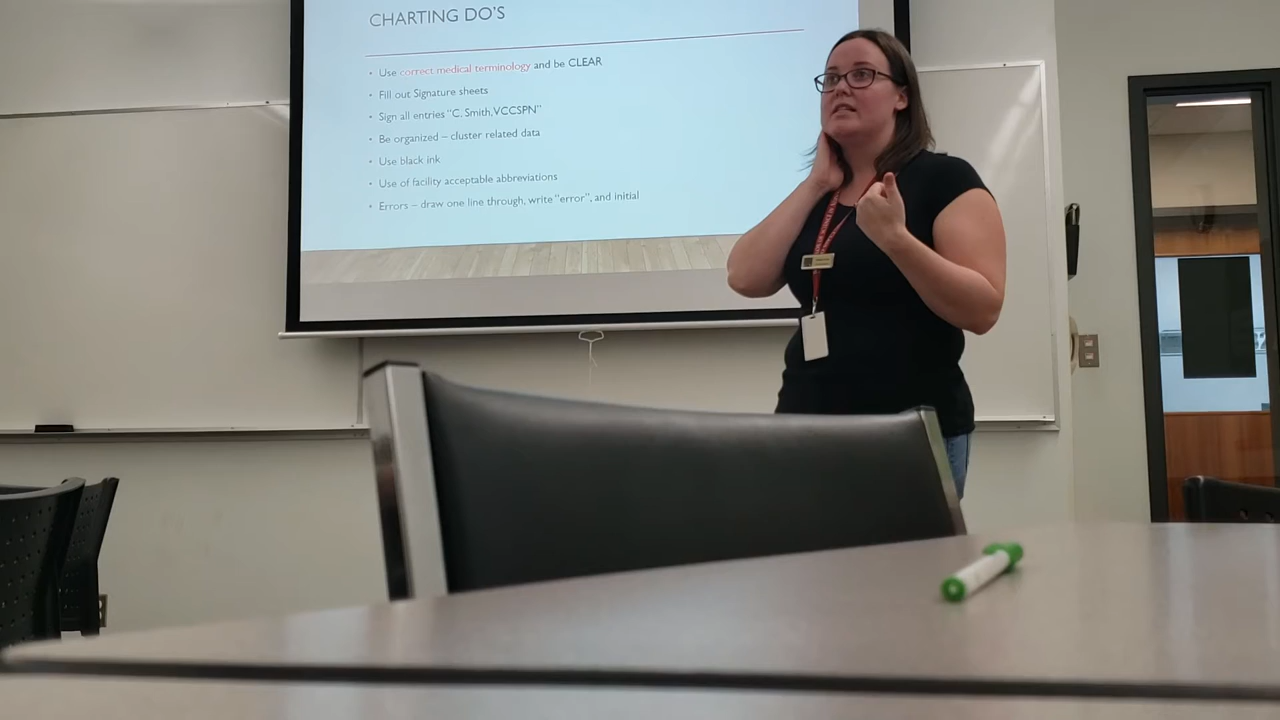 CHARTING DO'S
• Use correct medical terminology and be CLEAR
• Fill out Signature sheets
• Sign all entries "C. Smith, VCCSPN"
• Be organized – cluster related data
• Use black ink
• Use of facility acceptable abbreviations
• Errors – draw one line through, write "error", and initial